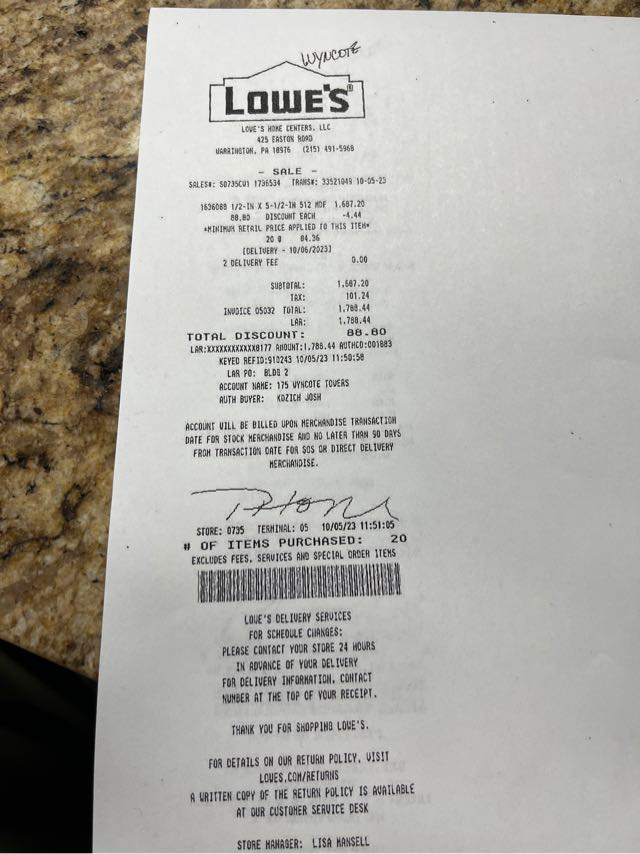 WYNCOTE
LOWE'S®
LOWE'S HOME CENTERS, LLC
425 EASTON ROAD
WARRINGTON, PA 18976 (215) 491-5968
- SALE -
SALES#: S0735CW1 1736534 TRANS#: 33521049 10-05-23
1636088 1/2-IN X 5-1/2-IN 512 MDF 1,687.20
88.80 DISCOUNT EACH -4.44
*MINIMUM RETAIL PRICE APPLIED TO THIS ITEM*
20 @ 84.36
[DELIVERY - 10/06/2023]
2 DELIVERY FEE 0.00
SUBTOTAL: 1,687.20
TAX: 101.24
INVOICE 05032 TOTAL: 1,788.44
LAR: 1,788.44
TOTAL DISCOUNT: 88.80
LAR:XXXXXXXXXXXX8177 AMOUNT:1,788.44 AUTHCD:001883
KEYED REFID:910243 10/05/23 11:50:58
LAR PO: BLDG 2
ACCOUNT NAME: 175 WYNCOTE TOWERS
AUTH BUYER: KOZICH JOSH
ACCOUNT WILL BE BILLED UPON MERCHANDISE TRANSACTION
DATE FOR STOCK MERCHANDISE AND NO LATER THAN 90 DAYS
FROM TRANSACTION DATE FOR SOS OR DIRECT DELIVERY
MERCHANDISE.
STORE: 0735 TERMINAL: 05 10/05/23 11:51:05
# OF ITEMS PURCHASED: 20
EXCLUDES FEES, SERVICES AND SPECIAL ORDER ITEMS
LOWE'S DELIVERY SERVICES
FOR SCHEDULE CHANGES:
PLEASE CONTACT YOUR STORE 24 HOURS
IN ADVANCE OF YOUR DELIVERY
FOR DELIVERY INFORMATION, CONTACT
NUMBER AT THE TOP OF YOUR RECEIPT.
THANK YOU FOR SHOPPING LOWE'S.
FOR DETAILS ON OUR RETURN POLICY, VISIT
LOWES.COM/RETURNS
A WRITTEN COPY OF THE RETURN POLICY IS AVAILABLE
AT OUR CUSTOMER SERVICE DESK
STORE MANAGER: LISA MANSELL